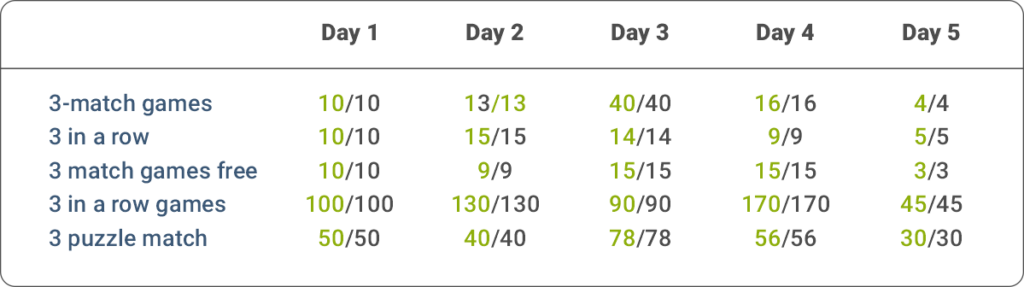 Day 1 Day 2 Day 3 Day 4 Day 5
3-match games 10/10 13/13 40/40 16/16 4/4
3 in a row 10/10 15/15 14/14 9/9 5/5
3 match games free 10/10 9/9 15/15 15/15 3/3
3 in a row games 100/100 130/130 90/90 170/170 45/45
3 puzzle match 50/50 40/40 78/78 56/56 30/30